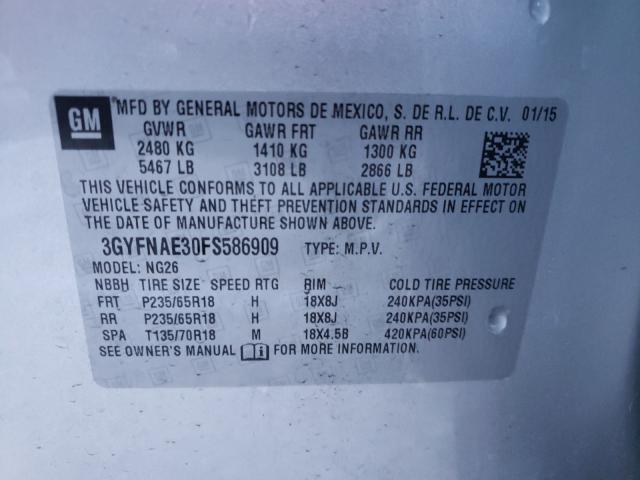 GM
MFD BY GENERAL MOTORS DE MEXICO, S. DE R.L. DE C.V. 01/15
GVWR GAWR FRT GAWR RR
2480 KG 1410 KG 1300 KG
5467 LB 3108 LB 2866 LB
THIS VEHICLE CONFORMS TO ALL APPLICABLE U.S. FEDERAL MOTOR
VEHICLE SAFETY AND THEFT PREVENTION STANDARDS IN EFFECT ON
THE DATE OF MANUFACTURE SHOWN ABOVE.
3GYFNAE30FS586909 TYPE: M.P.V.
MODEL: NG26
NBBH TIRE SIZE SPEED RTG RIM COLD TIRE PRESSURE
FRT P235/65R18 H 18X8J 240KPA(35PSI)
RR P235/65R18 H 18X8J 240KPA(35PSI)
SPA T135/70R18 M 18X4.5B 420KPA(60PSI)
SEE OWNER'S MANUAL FOR MORE INFORMATION.